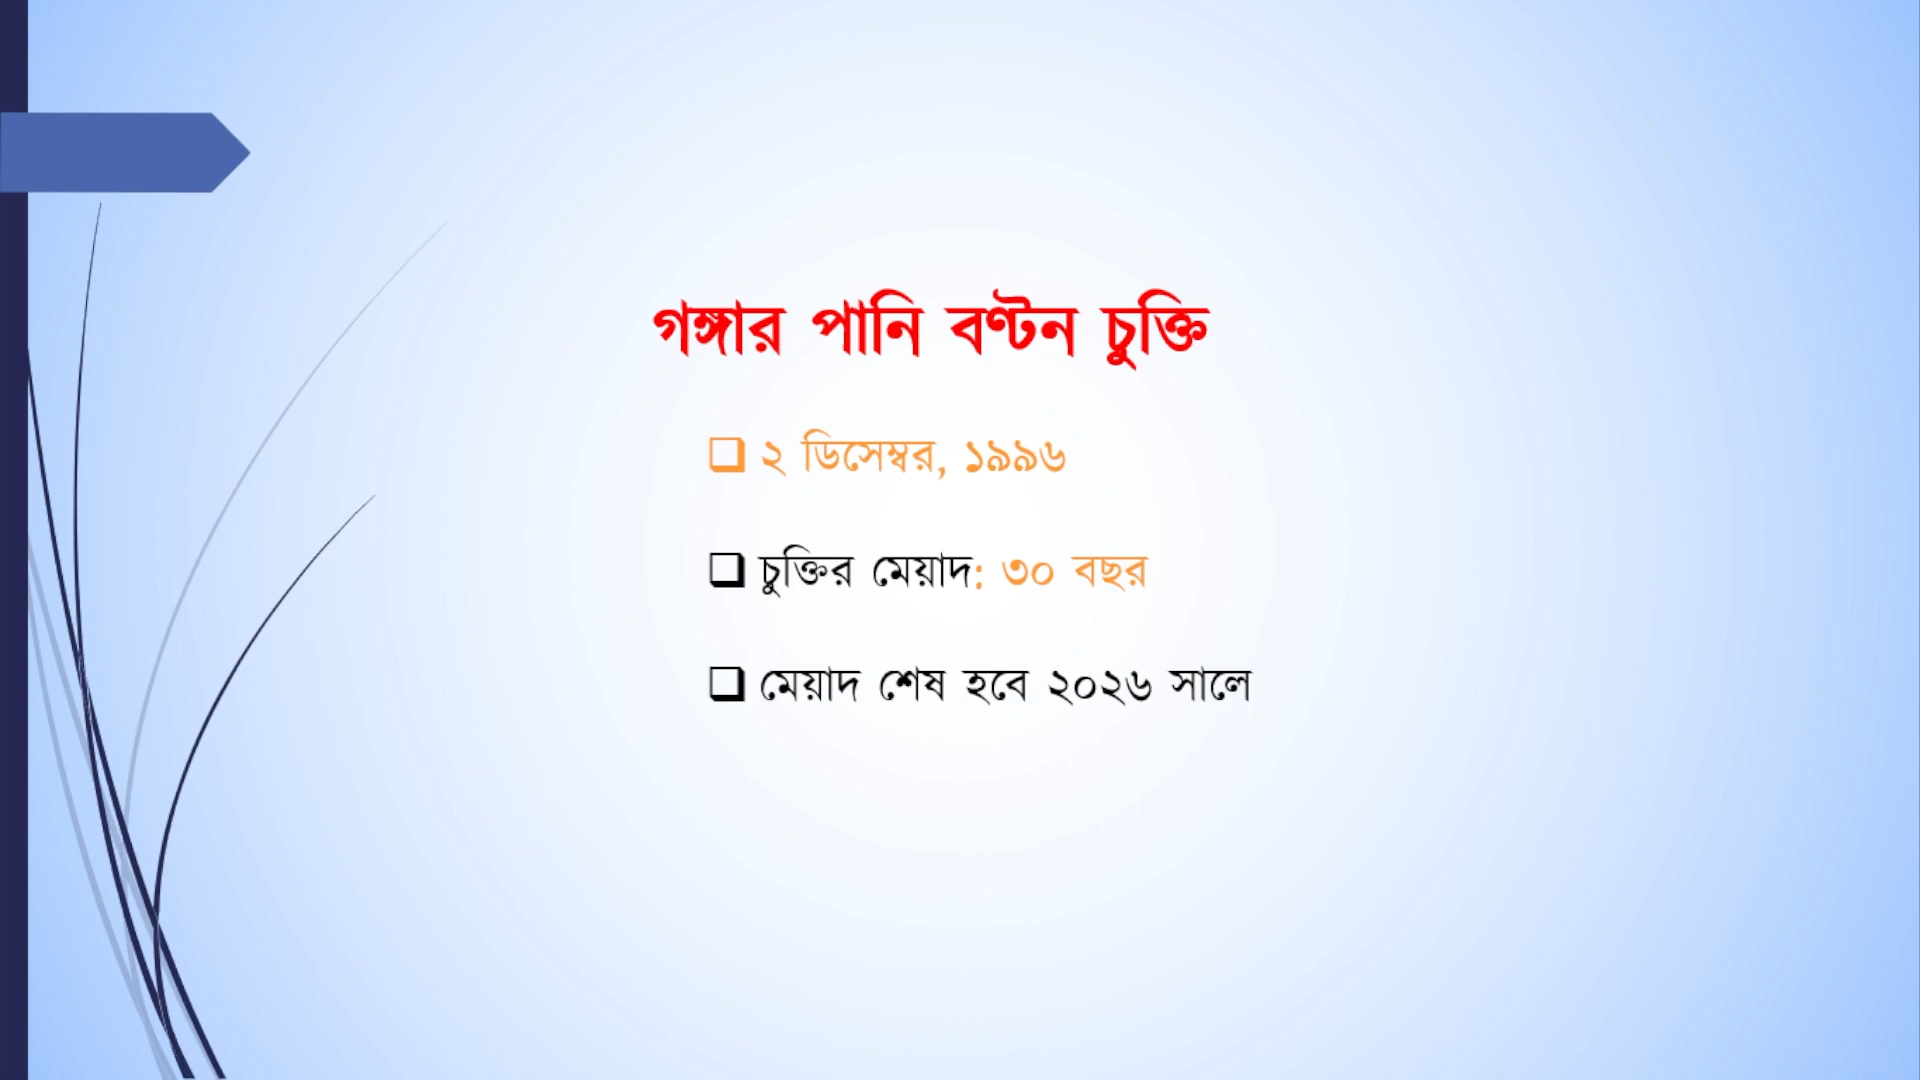 গঙ্গার পানি বণ্টন চুক্তি
❑ ২ ডিসেম্বর, ১৯৯৬
❑ চুক্তির মেয়াদ: ৩০ বছর
❑ মেয়াদ শেষ হবে ২০২৬ সালে